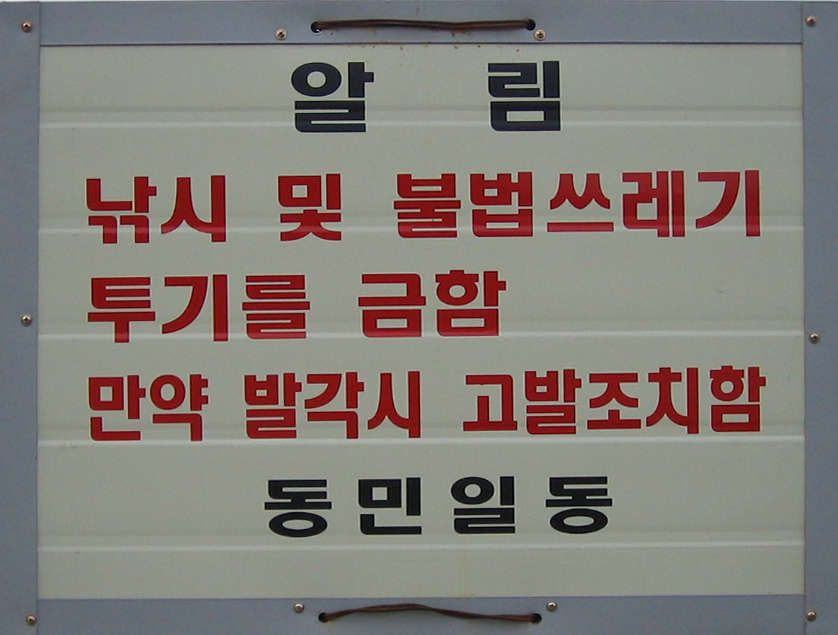 알 림
낚시 및 불법쓰레기
투기를 금함
만약 발각시 고발조치함
동민일동